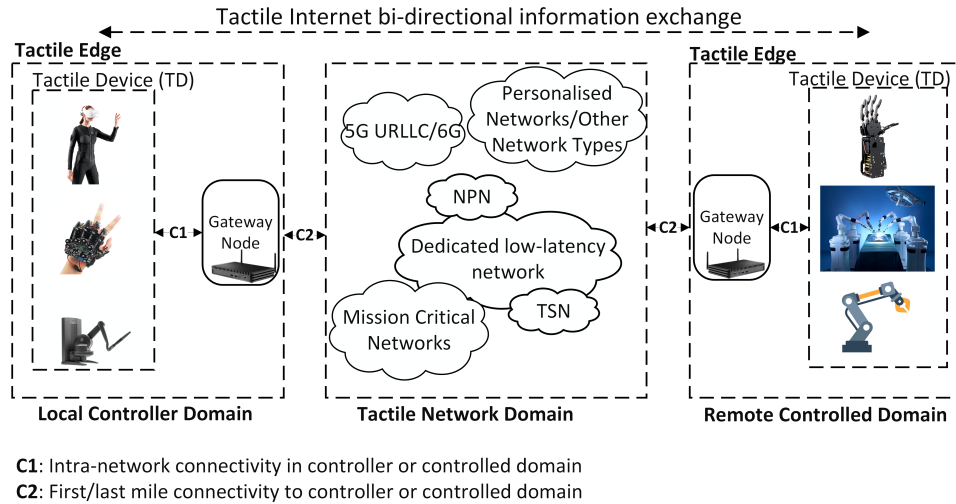 Tactile Internet bi-directional information exchange
Tactile Edge
Tactile Device (TD)
C1
Gateway
Node
C2
Local Controller Domain
5G URLLC/6G
Personalised
Networks/Other
Network Types
NPN
Dedicated low-latency
network
TSN
Mission Critical
Networks
Tactile Network Domain
Tactile Edge
Tactile Device (TD)
C2
Gateway
Node
C1
Remote Controlled Domain
C1: Intra-network connectivity in controller or controlled domain
C2: First/last mile connectivity to controller or controlled domain